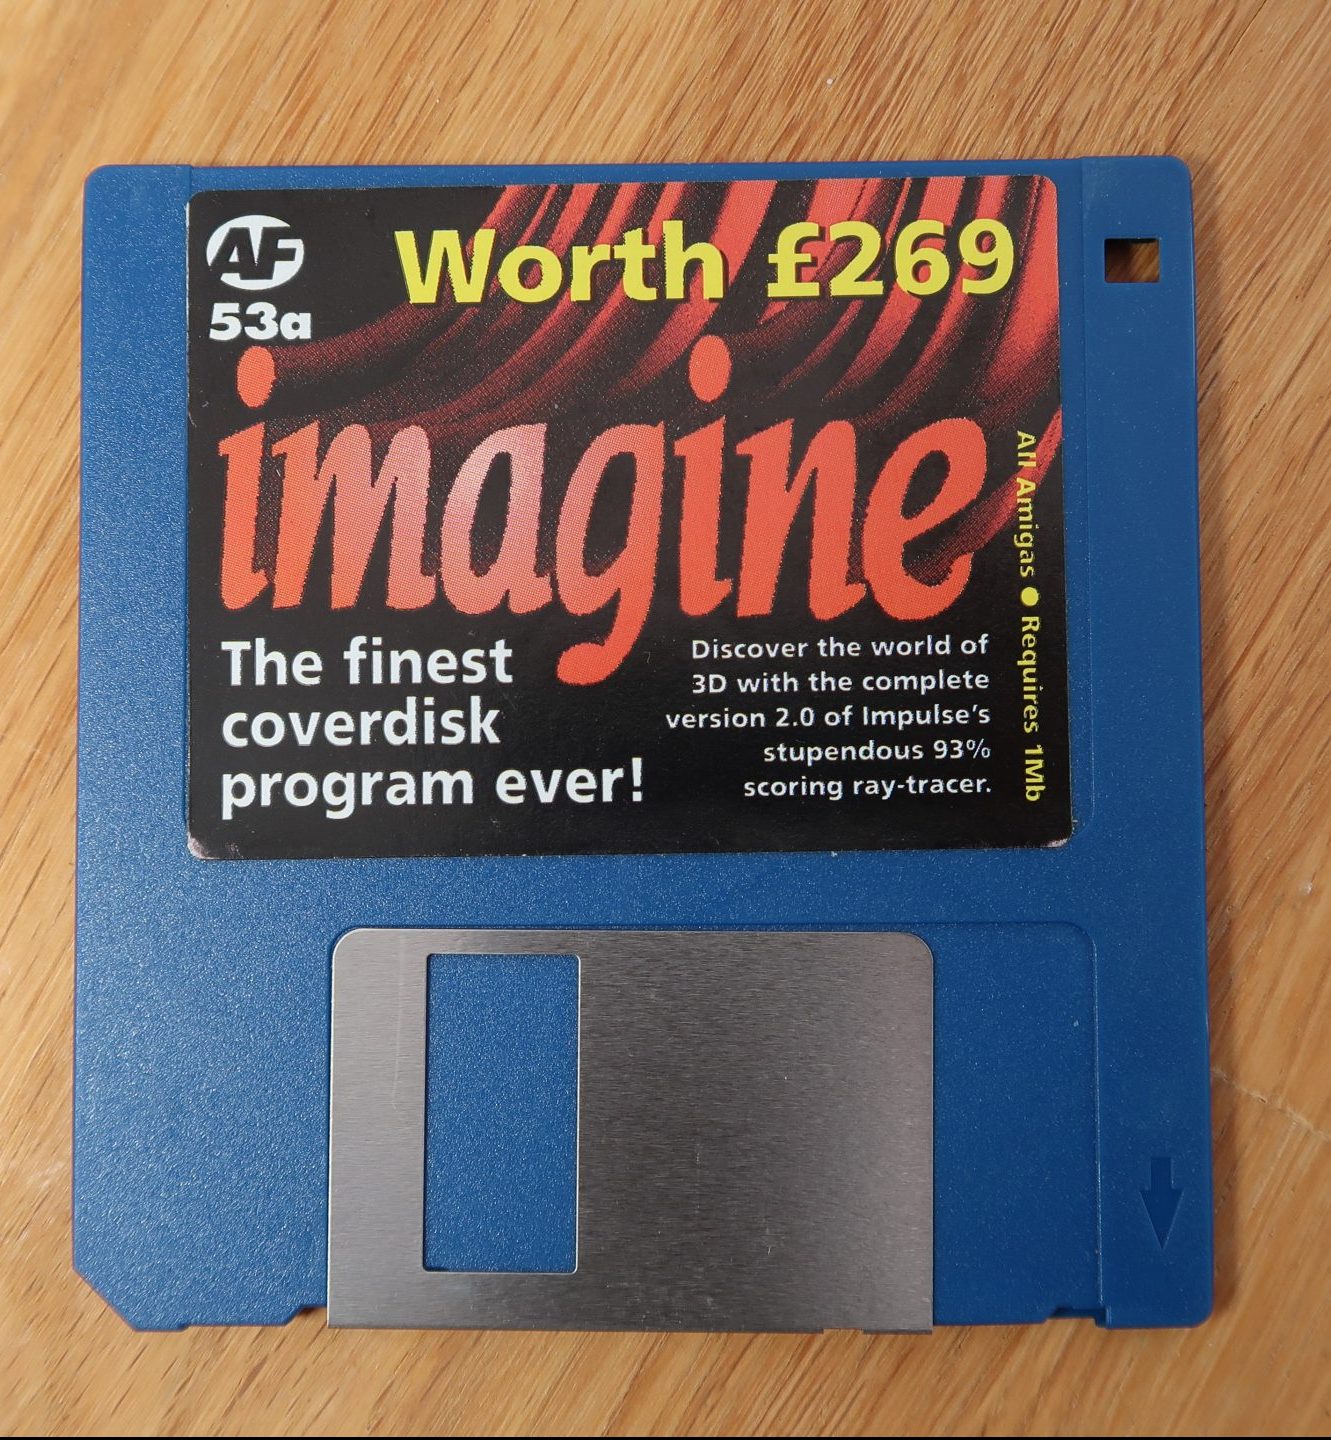 AF
53a
Worth £269
imagine
The finest
coverdisk
program ever!
Discover the world of
3D with the complete
version 2.0 of Impulse's
stupendous 93%
scoring ray-tracer.
All Amigas ● Requires 1Mb